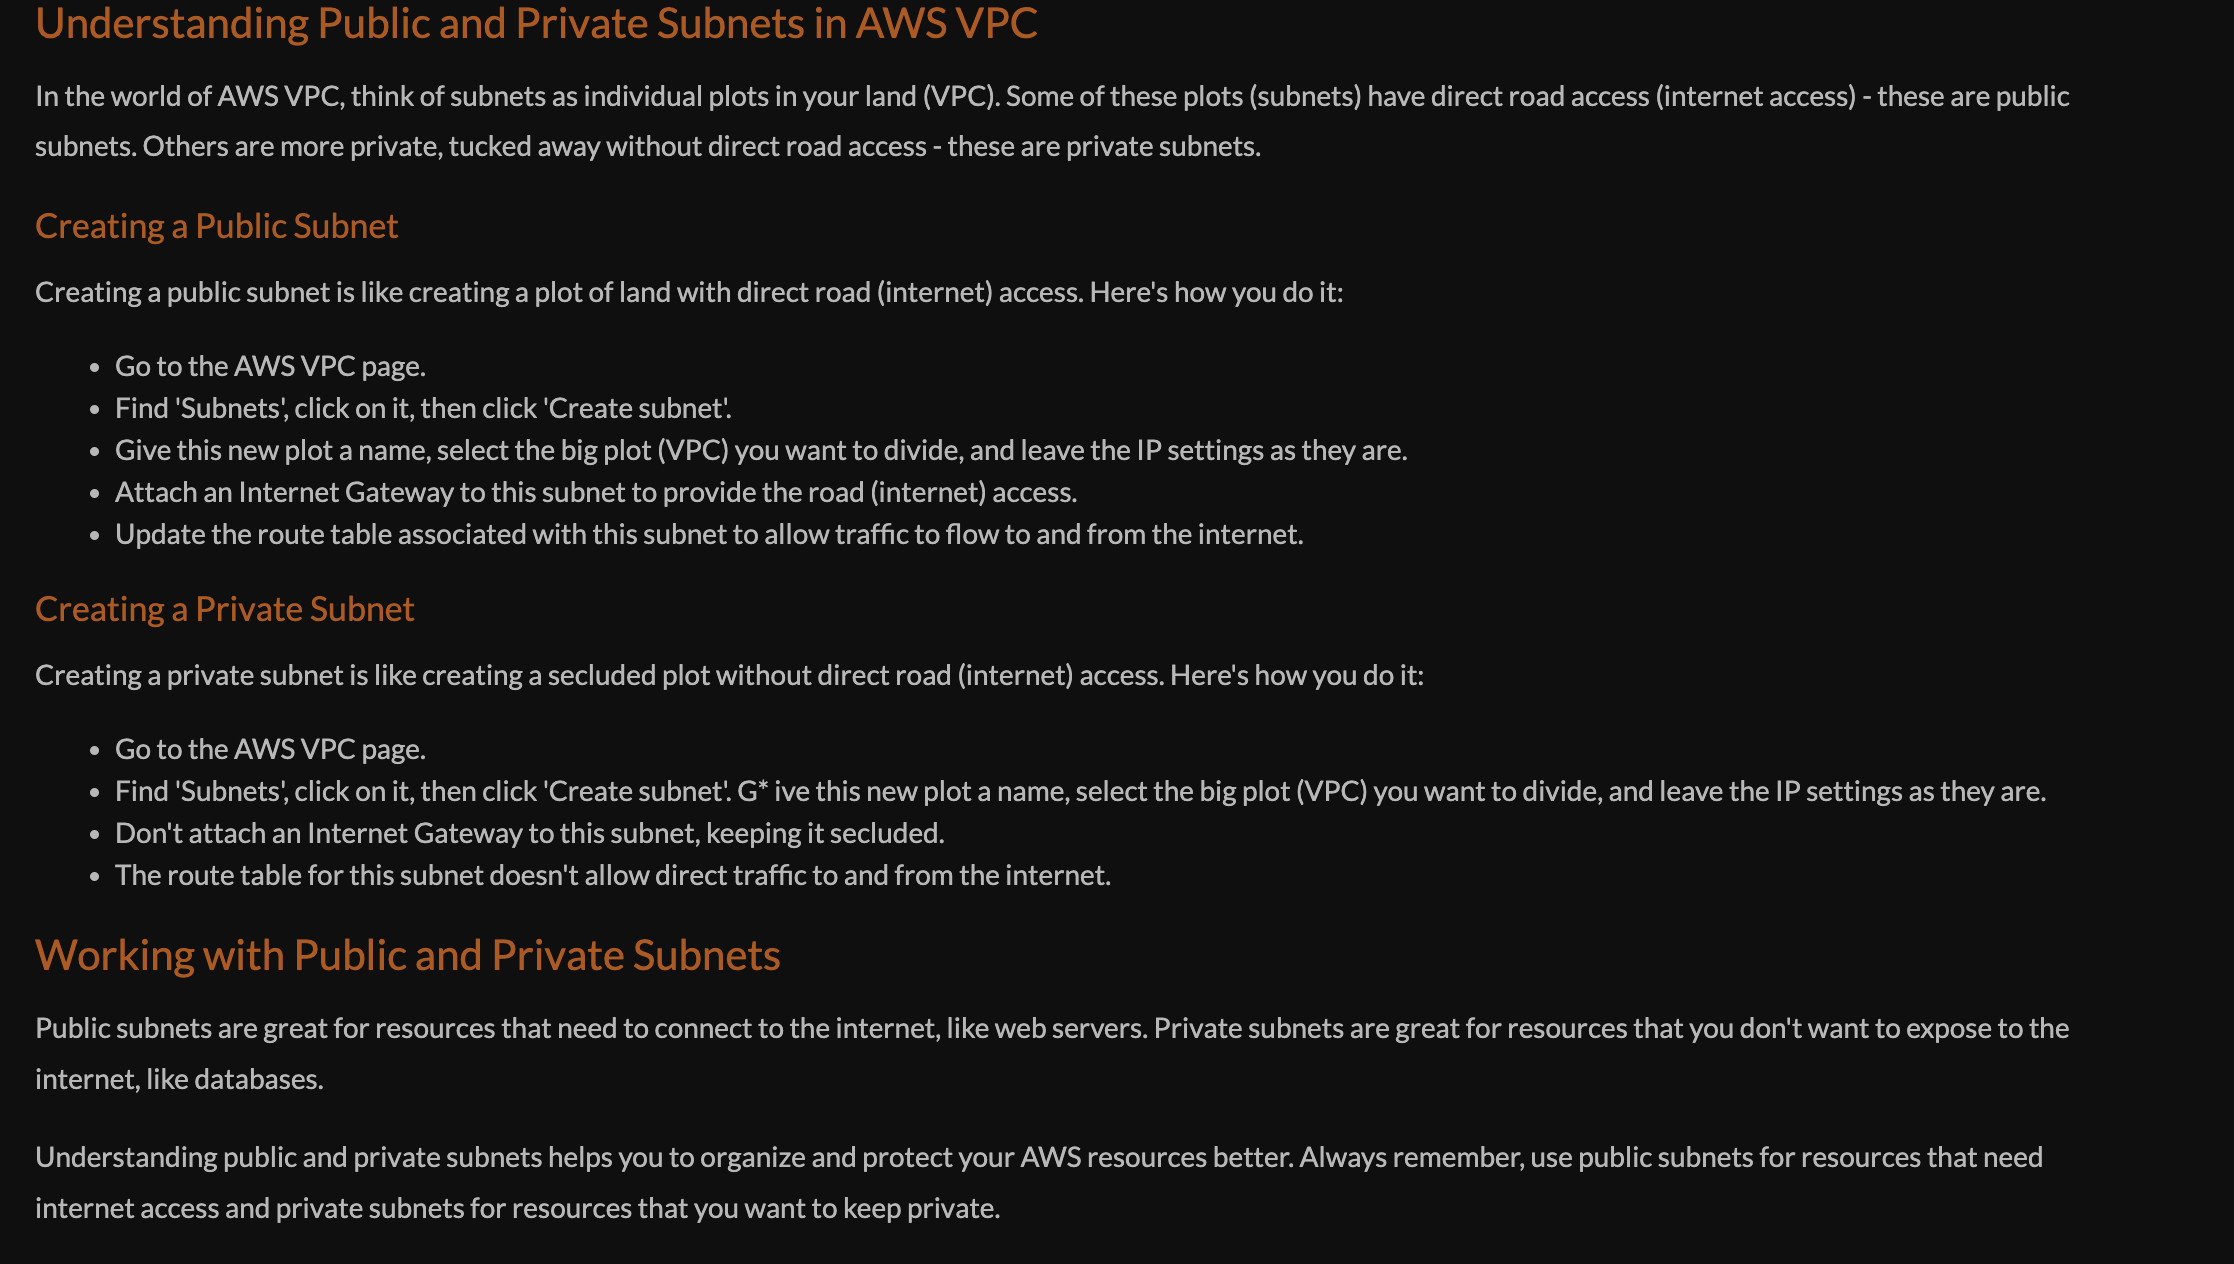 Understanding Public and Private Subnets in AWS VPC
In the world of AWS VPC, think of subnets as individual plots in your land (VPC). Some of these plots (subnets) have direct road access (internet access) - these are public
subnets. Others are more private, tucked away without direct road access - these are private subnets.
Creating a Public Subnet
Creating a public subnet is like creating a plot of land with direct road (internet) access. Here's how you do it:
• Go to the AWS VPC page.
• Find 'Subnets', click on it, then click 'Create subnet'.
• Give this new plot a name, select the big plot (VPC) you want to divide, and leave the IP settings as they are.
• Attach an Internet Gateway to this subnet to provide the road (internet) access.
• Update the route table associated with this subnet to allow traffic to flow to and from the internet.
Creating a Private Subnet
Creating a private subnet is like creating a secluded plot without direct road (internet) access. Here's how you do it:
• Go to the AWS VPC page.
• Find 'Subnets', click on it, then click 'Create subnet'. G* ive this new plot a name, select the big plot (VPC) you want to divide, and leave the IP settings as they are.
• Don't attach an Internet Gateway to this subnet, keeping it secluded.
• The route table for this subnet doesn't allow direct traffic to and from the internet.
Working with Public and Private Subnets
Public subnets are great for resources that need to connect to the internet, like web servers. Private subnets are great for resources that you don't want to expose to the
internet, like databases.
Understanding public and private subnets helps you to organize and protect your AWS resources better. Always remember, use public subnets for resources that need
internet access and private subnets for resources that you want to keep private.